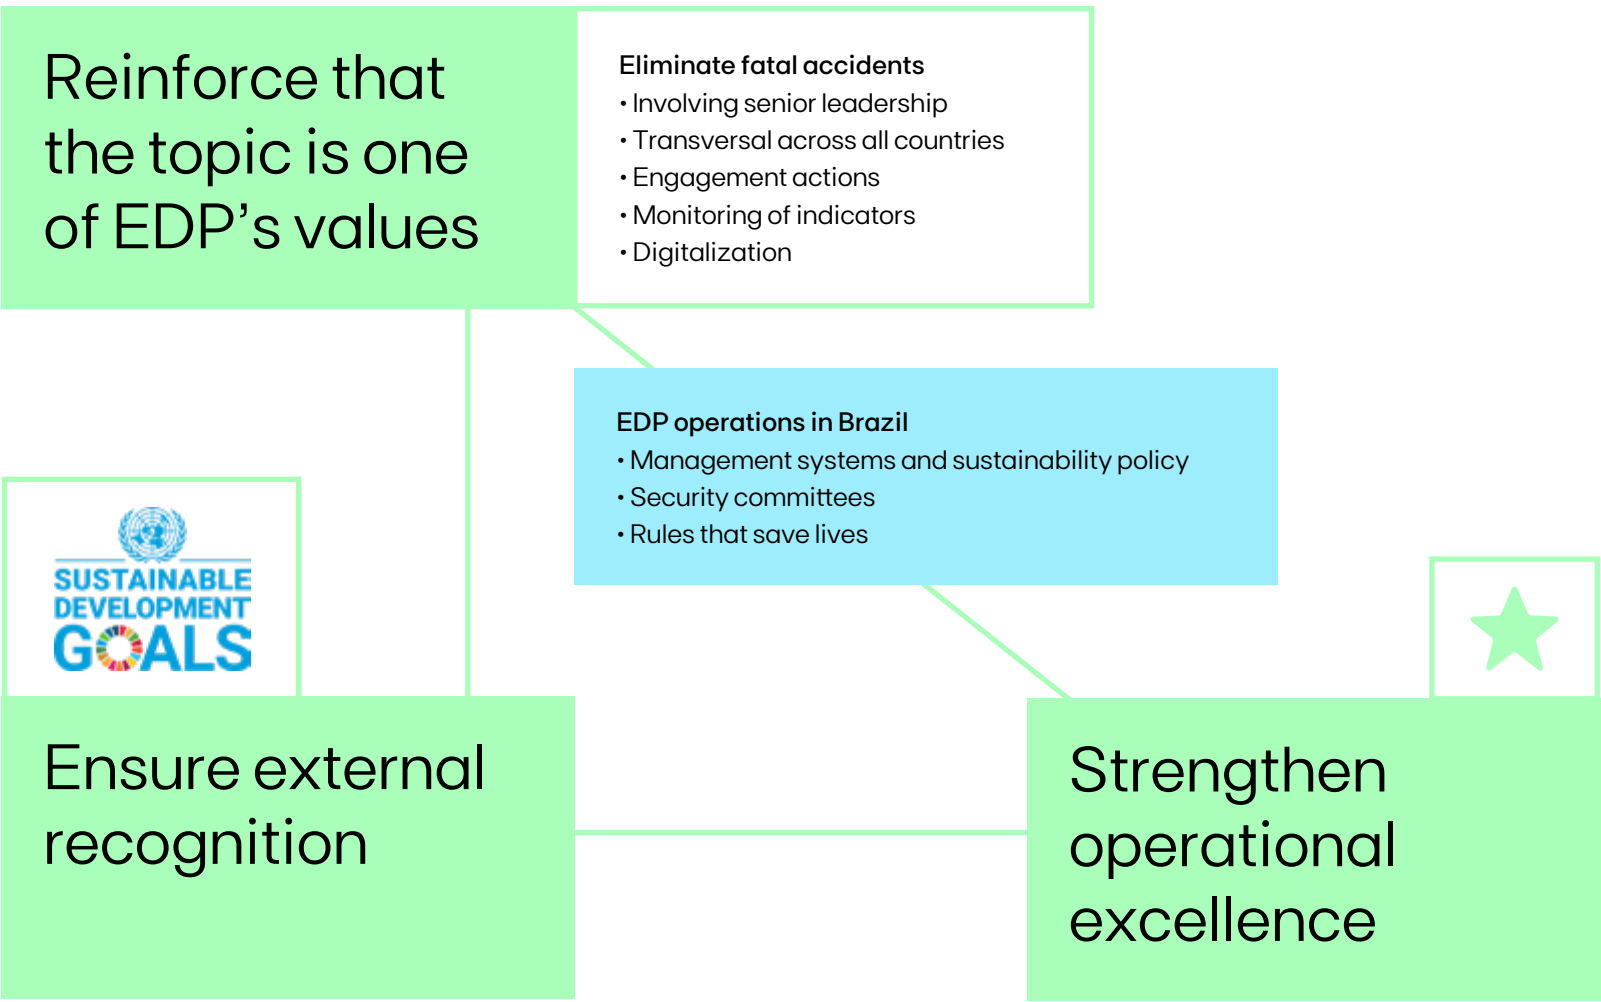 Reinforce that
the topic is one
of EDP’s values
Eliminate fatal accidents
• Involving senior leadership
• Transversal across all countries
• Engagement actions
• Monitoring of indicators
• Digitalization
EDP operations in Brazil
• Management systems and sustainability policy
• Security committees
• Rules that save lives
SUSTAINABLE
DEVELOPMENT
GOALS
Ensure external
recognition
Strengthen
operational
excellence